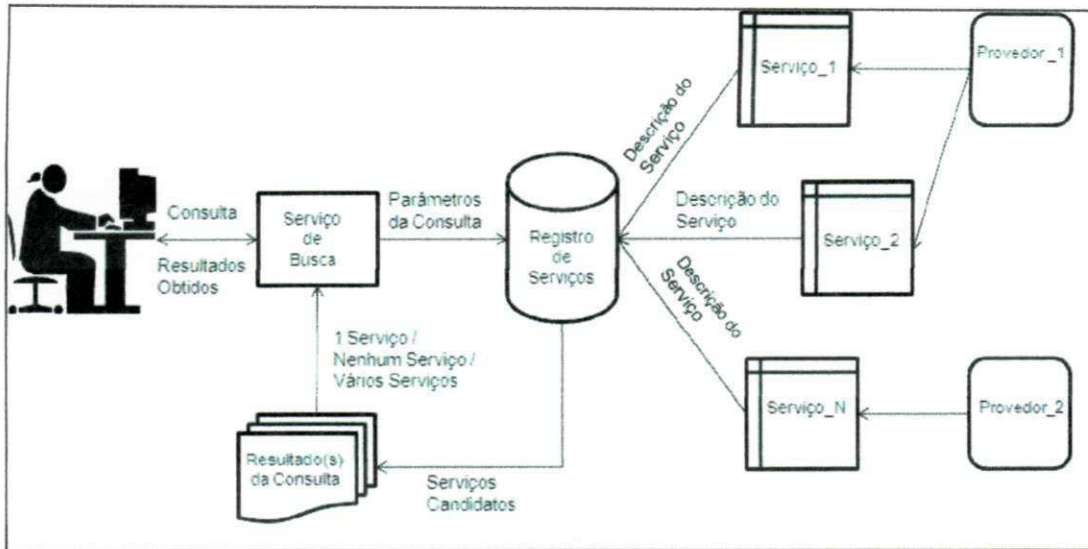 Consulta
Resultados
Obtidos
Serviço
de
Busca
Parâmetros
da Consulta
Registro
de
Serviços
Descrição do
Serviço
Serviço_1
Provedor_1
Descrição do
Serviço
Serviço_2
Descrição do
Serviço
Serviço_N
Provedor_2
1 Serviço /
Nenhum Serviço /
Vários Serviços
Resultado(s)
da Consulta
Serviços
Candidatos